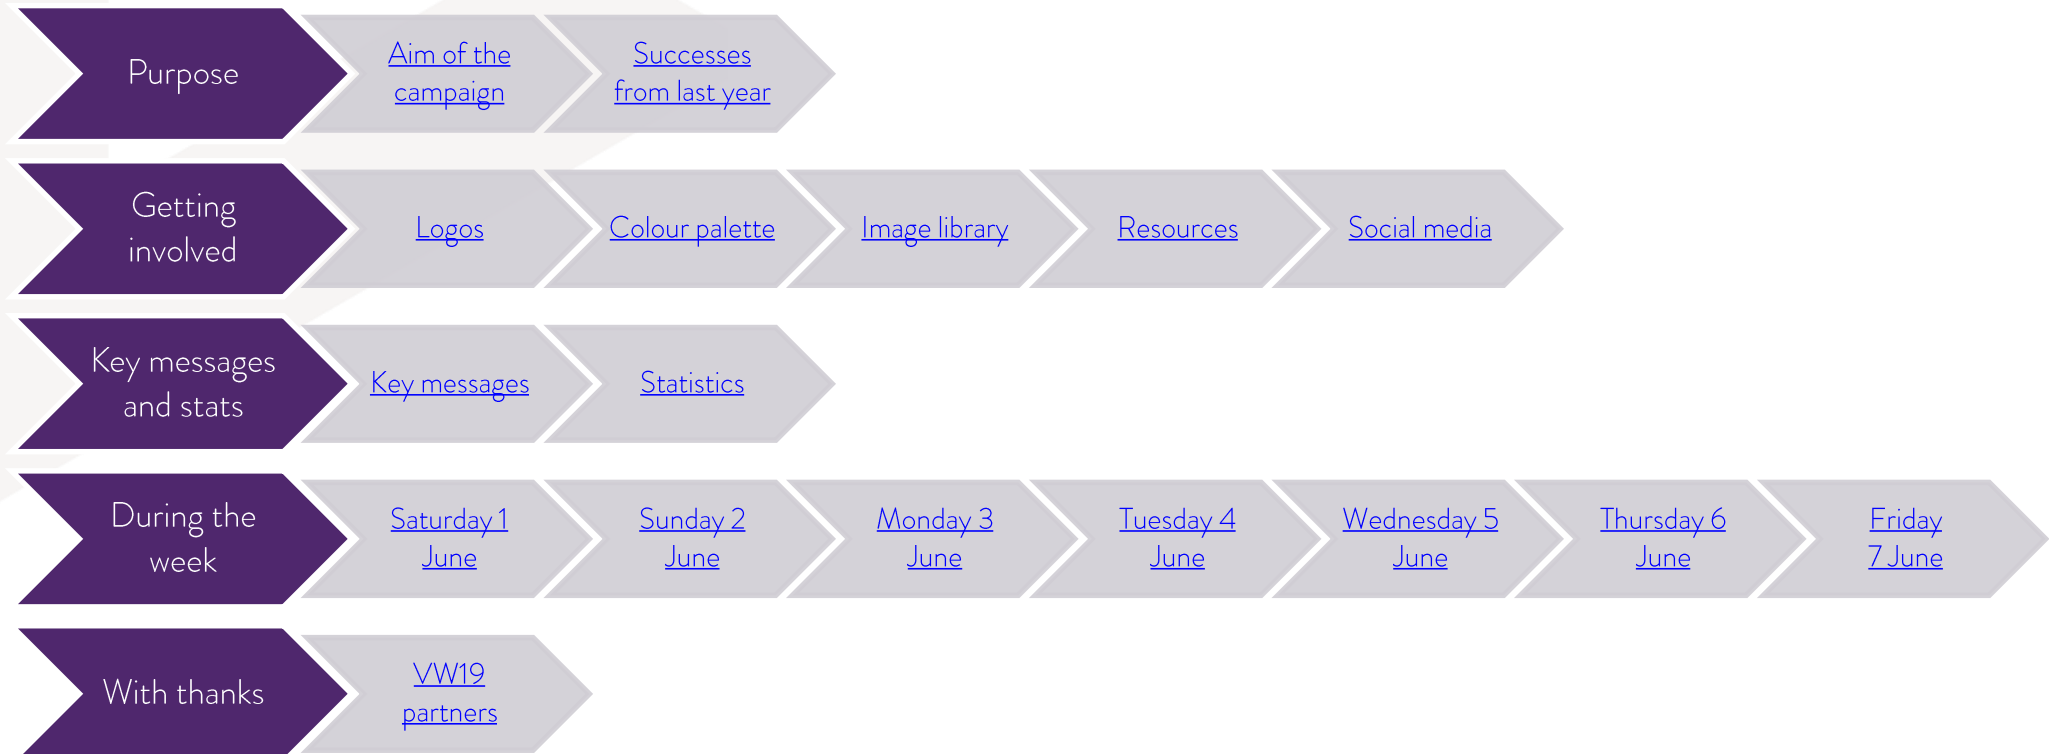 Purpose
Aim of the
campaign
Successes
from last year
Getting
involved
Logos
Colour palette
Image library
Resources
Social media
Key messages
and stats
Key messages
Statistics
During the
week
Saturday 1
June
Sunday 2
June
Monday 3
June
Tuesday 4
June
Wednesday 5
June
Thursday 6
June
Friday
7 June
With thanks
VW19
partners